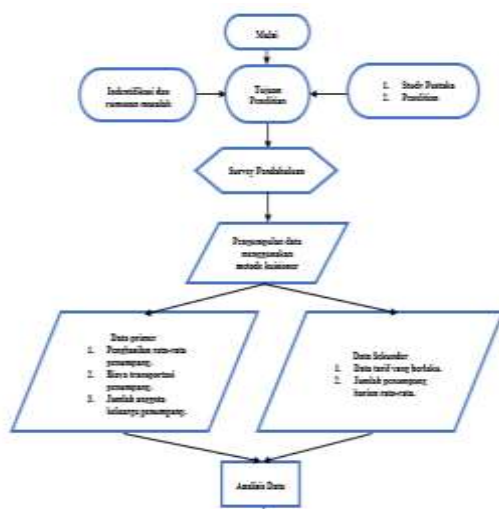 Mulai
Indentifikasi dan
rumusan masalah
Tujuan
Penelitian
1. Study Pustaka
2. Penelitian
Survey Pendahuluan
Pengumpulan data
menggunakan
metode kuisioner
Data primer
1. Penghasilan rata-rata
penumpang.
2. Biaya transportasi
penumpang.
3. Jumlah anggota
keluarga penumpang.
Data Sekunder
1. Data tarif yang berlaku.
2. Jumlah penumpang
harian rata-rata.
Analisis Data